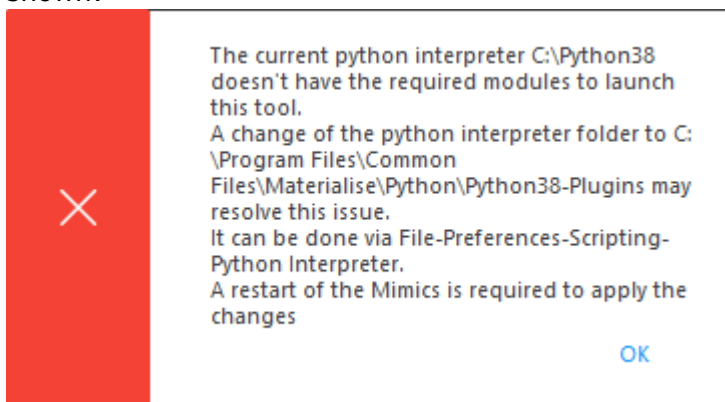 The current python interpreter C:\Python38
doesn't have the required modules to launch
this tool.
A change of the python interpreter folder to C:
\Program Files\Common
Files\Materialise\Python\Python38-Plugins may
resolve this issue.
It can be done via File-Preferences-Scripting-
Python Interpreter.
A restart of the Mimics is required to apply the
changes
OK